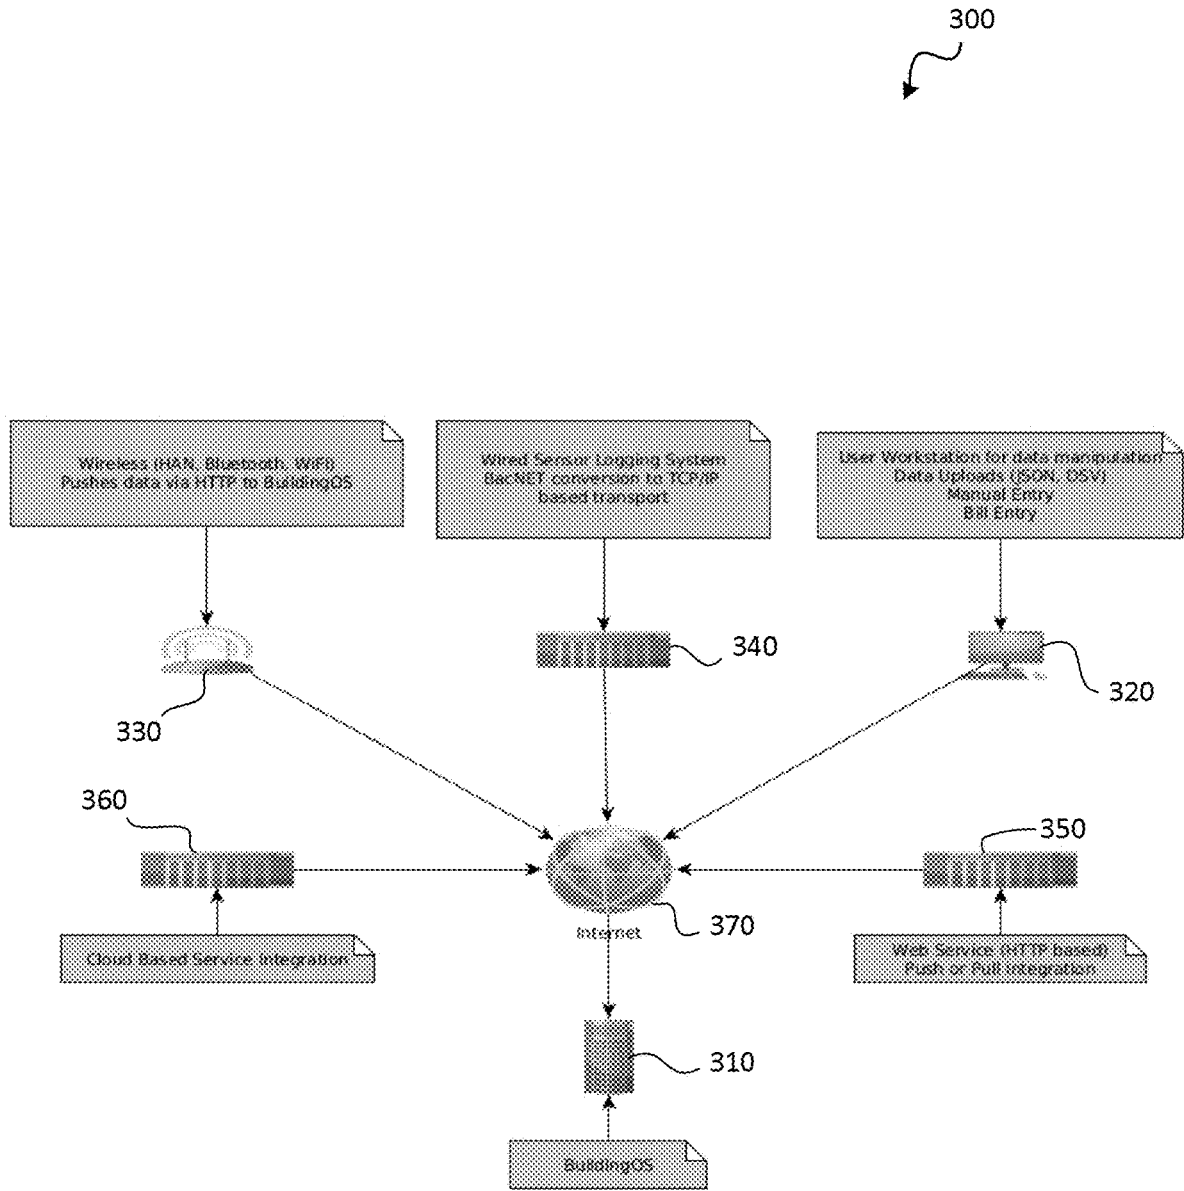 300
Wireless (HAN, Bluetooth, WiFi)
Pushes data via HTTP to BuildingOS
Wired Sensor Logging System
BacNET conversion to TCP/IP
based transport
User Workstation for data manipulation
Data Uploads (JSON, DSV)
Manual Entry
Bill Entry
330
340
320
360
350
370
Internet
Cloud Based Service Integration
Web Service (HTTP based)
Push or Pull Integration
310
BuildingOS